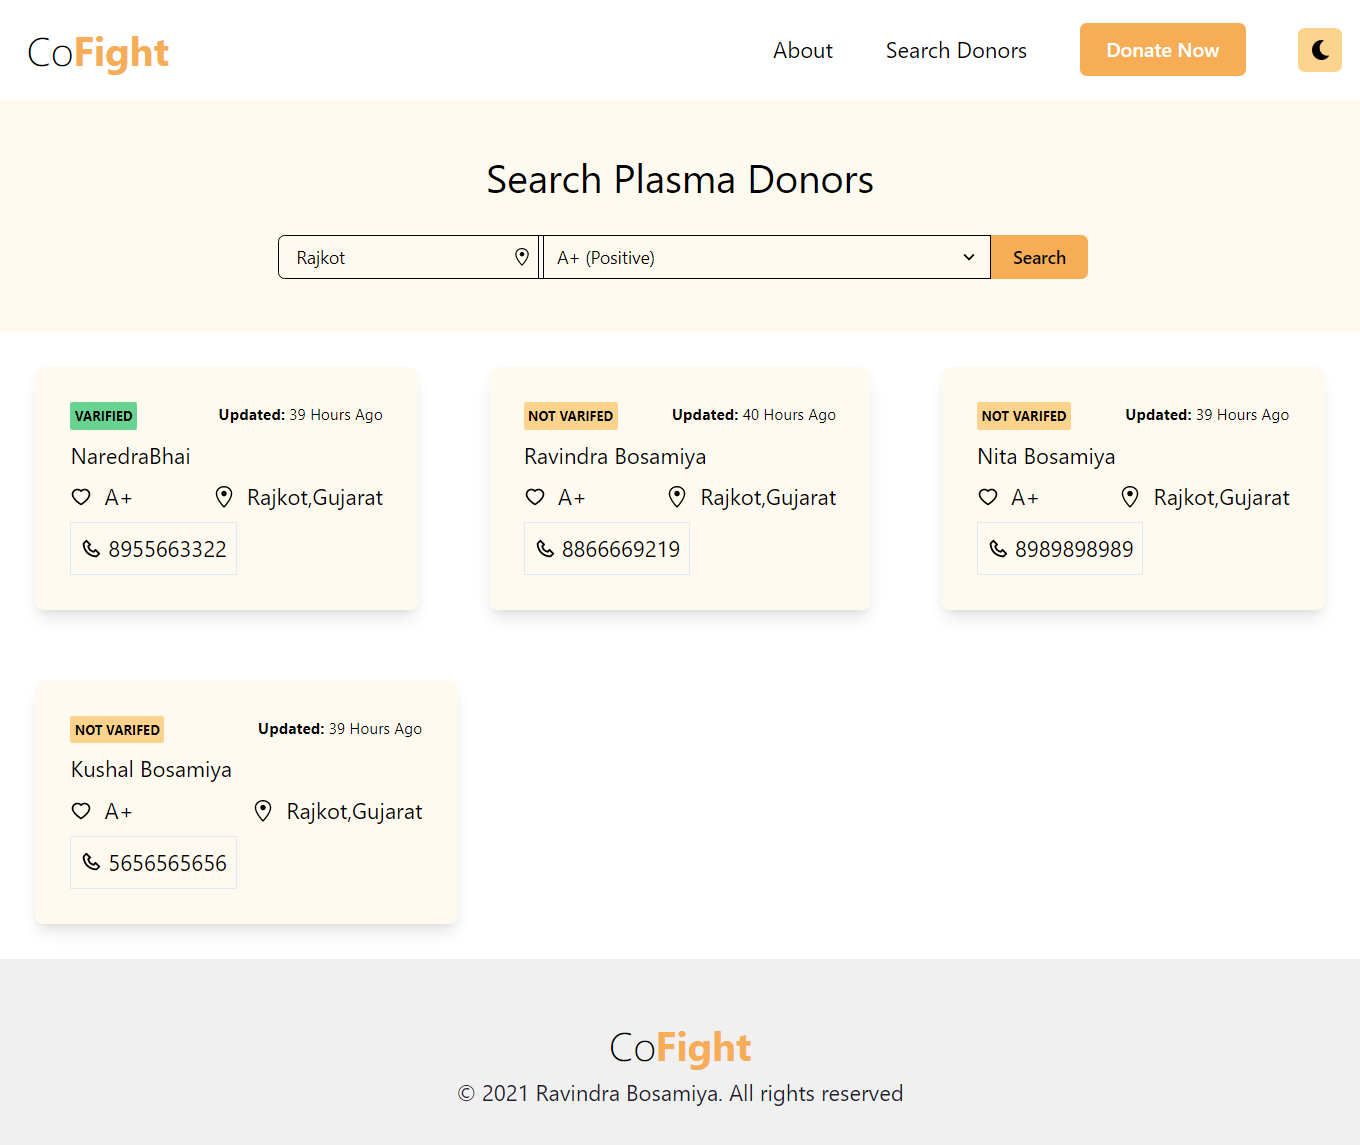 CoFight
About
Search Donors
Donate Now
Search Plasma Donors
Rajkot
A+ (Positive)
Search
VARIFIED
Updated: 39 Hours Ago
NaredraBhai
A+
Rajkot,Gujarat
8955663322
NOT VARIFED
Updated: 40 Hours Ago
Ravindra Bosamiya
A+
Rajkot,Gujarat
8866669219
NOT VARIFED
Updated: 39 Hours Ago
Nita Bosamiya
A+
Rajkot,Gujarat
8989898989
NOT VARIFED
Updated: 39 Hours Ago
Kushal Bosamiya
A+
Rajkot,Gujarat
5656565656
CoFight
© 2021 Ravindra Bosamiya. All rights reserved